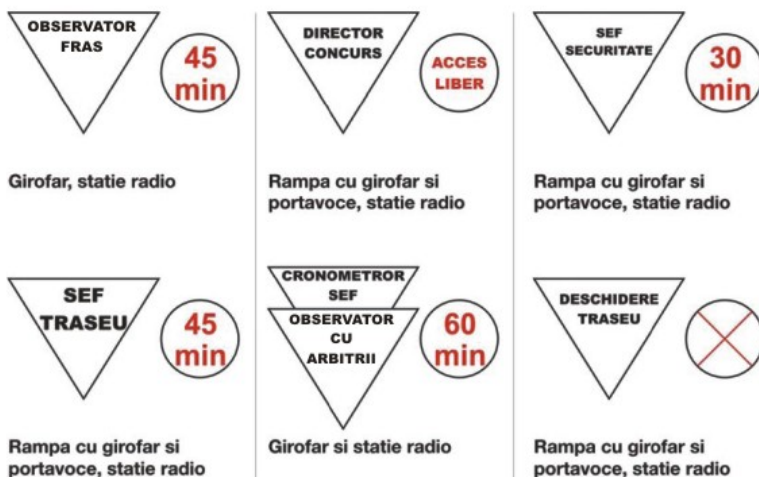 OBSERVATOR
FRAS
45
min
Girofar, statie radio
DIRECTOR
CONCURS
ACCES
LIBER
Rampa cu girofar si
portavoce, statie radio
SEF
SECURITATE
30
min
Rampa cu girofar si
portavoce, statie radio
SEF
TRASEU
45
min
Rampa cu girofar si
portavoce, statie radio
CRONOMETROR
SEF
OBSERVATOR
CU
ARBITRII
60
min
Girofar si statie radio
DESCHIDERE
TRASEU
Rampa cu girofar si
portavoce, statie radio